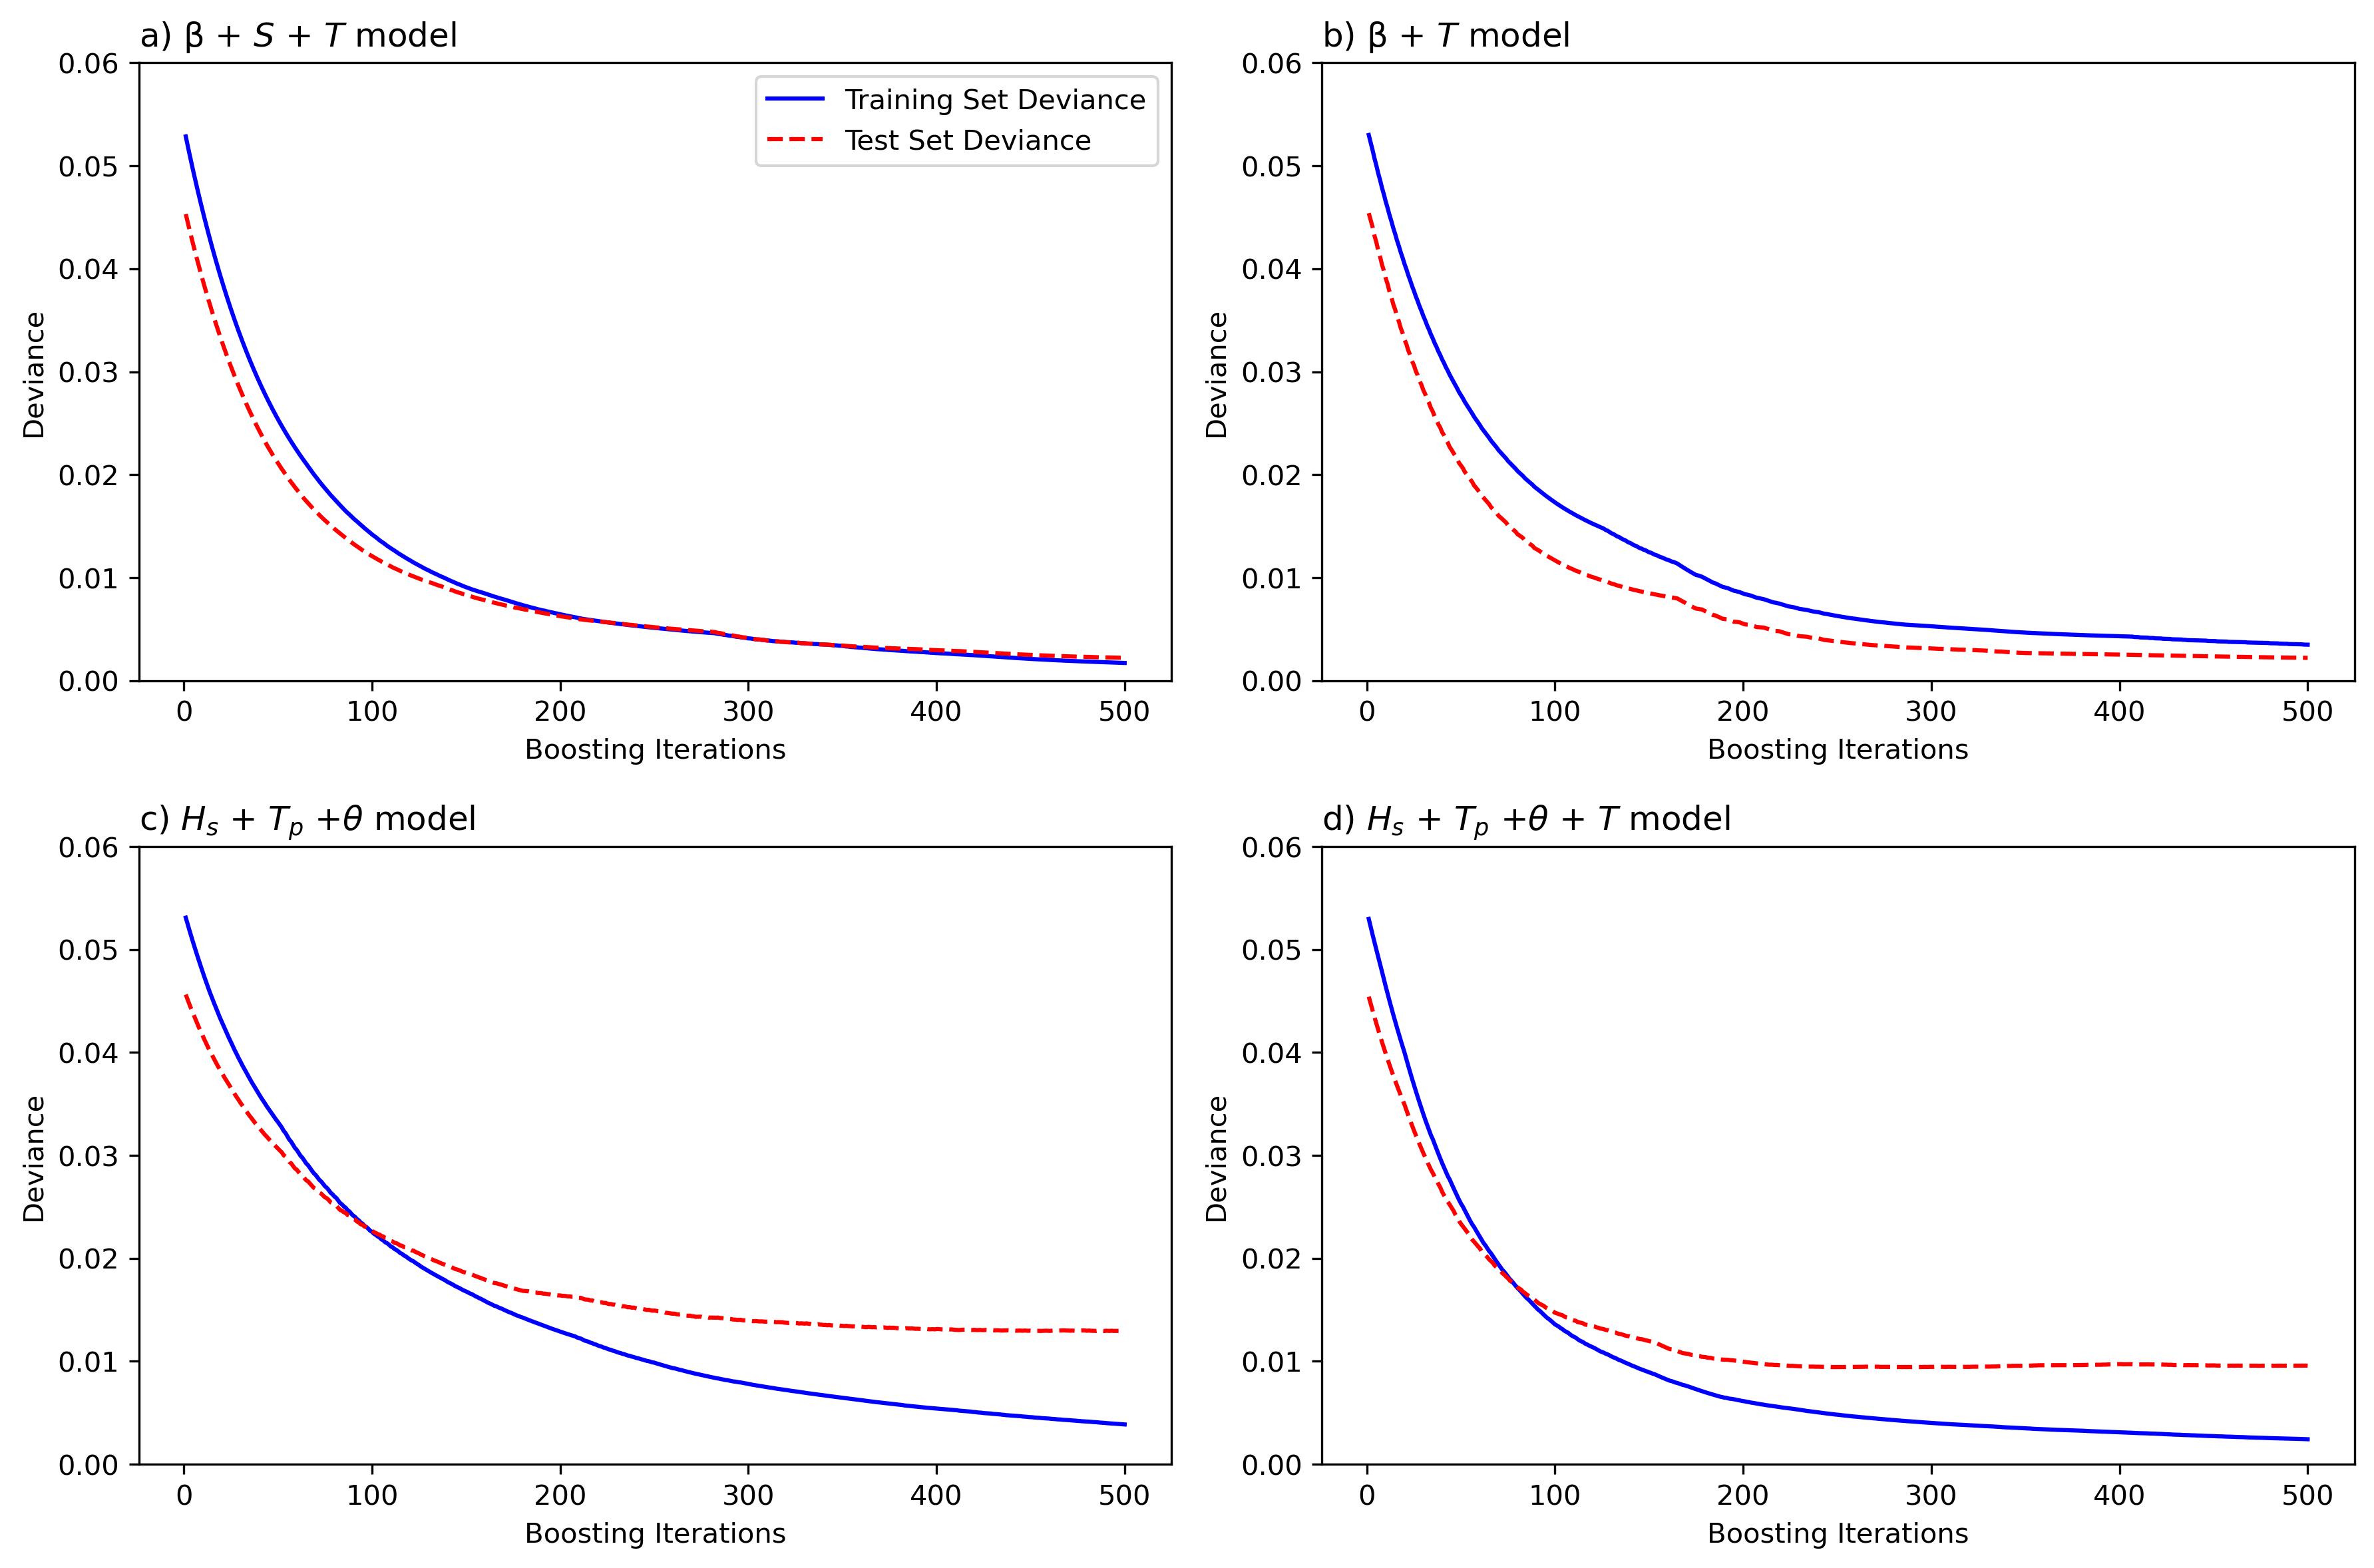 a) β + S + T model
0.06
0.05
0.04
0.03
0.02
0.01
0.00
Deviance
0 100 200 300 400 500
Boosting Iterations
Training Set Deviance
Test Set Deviance
b) β + T model
0.06
0.05
0.04
0.03
0.02
0.01
0.00
Deviance
0 100 200 300 400 500
Boosting Iterations
c) Hₛ + Tₚ +θ model
0.06
0.05
0.04
0.03
0.02
0.01
0.00
Deviance
0 100 200 300 400 500
Boosting Iterations
d) Hₛ + Tₚ +θ + T model
0.06
0.05
0.04
0.03
0.02
0.01
0.00
Deviance
0 100 200 300 400 500
Boosting Iterations